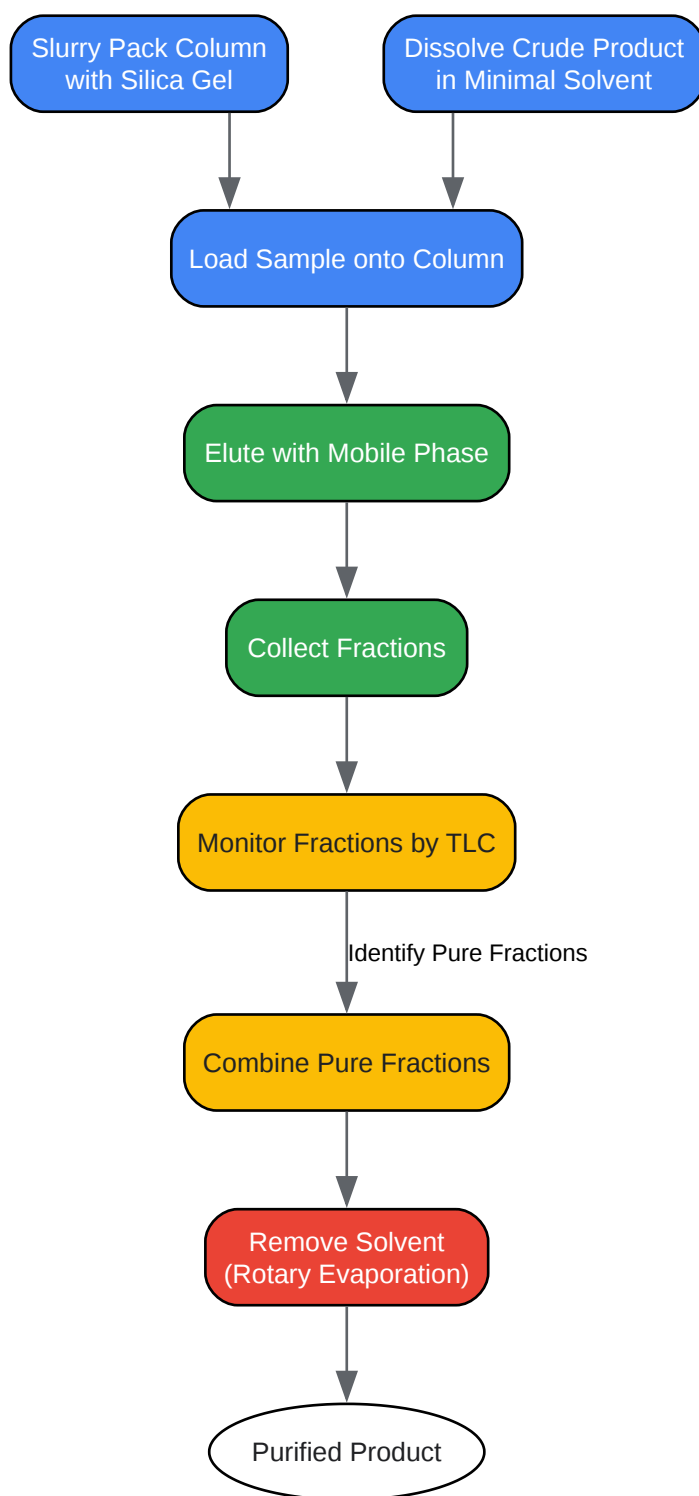 Slurry Pack Column
with Silica Gel
Dissolve Crude Product
in Minimal Solvent
Load Sample onto Column
Elute with Mobile Phase
Collect Fractions
Monitor Fractions by TLC
Identify Pure Fractions
Combine Pure Fractions
Remove Solvent
(Rotary Evaporation)
Purified Product